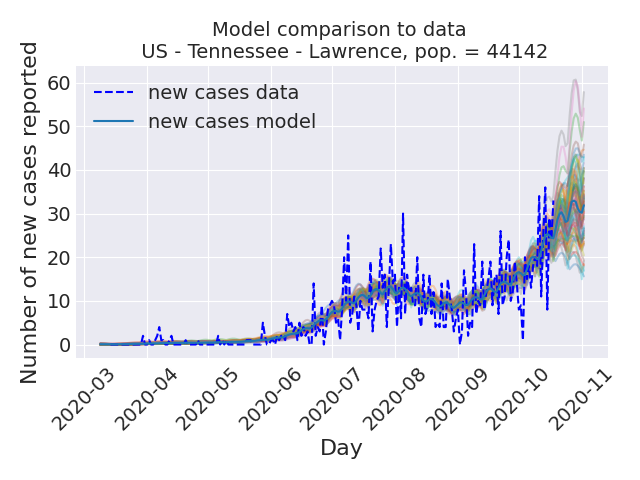 Model comparison to data
US - Tennessee - Lawrence, pop. = 44142
Number of new cases reported
60
50
40
30
20
10
0
new cases data
new cases model
2020-03
2020-04
2020-05
2020-06
2020-07
2020-08
2020-09
2020-10
2020-11
Day